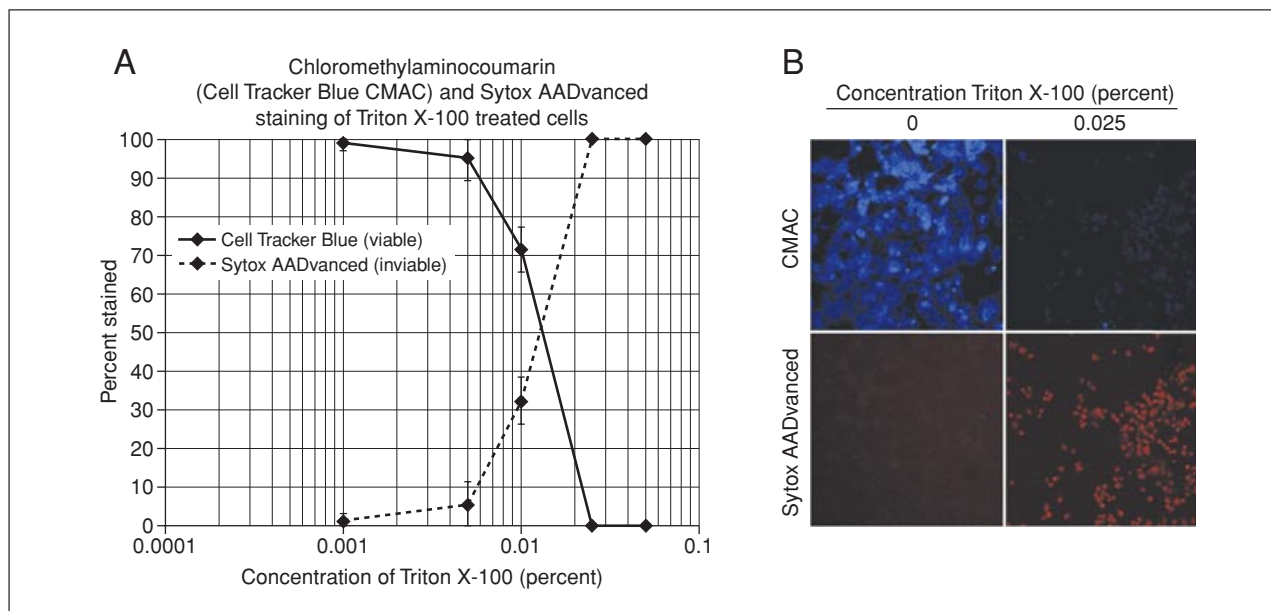 A
Chloromethylaminocoumarin
(Cell Tracker Blue CMAC) and Sytox AADvanced
staining of Triton X-100 treated cells
100
90
80
70
60
50
40
30
20
10
0
Percent stained
Cell Tracker Blue (viable)
Sytox AADvanced (inviable)
0.0001
0.001
0.01
0.1
Concentration of Triton X-100 (percent)
B
Concentration Triton X-100 (percent)
0
0.025
CMAC
Sytox AADvanced